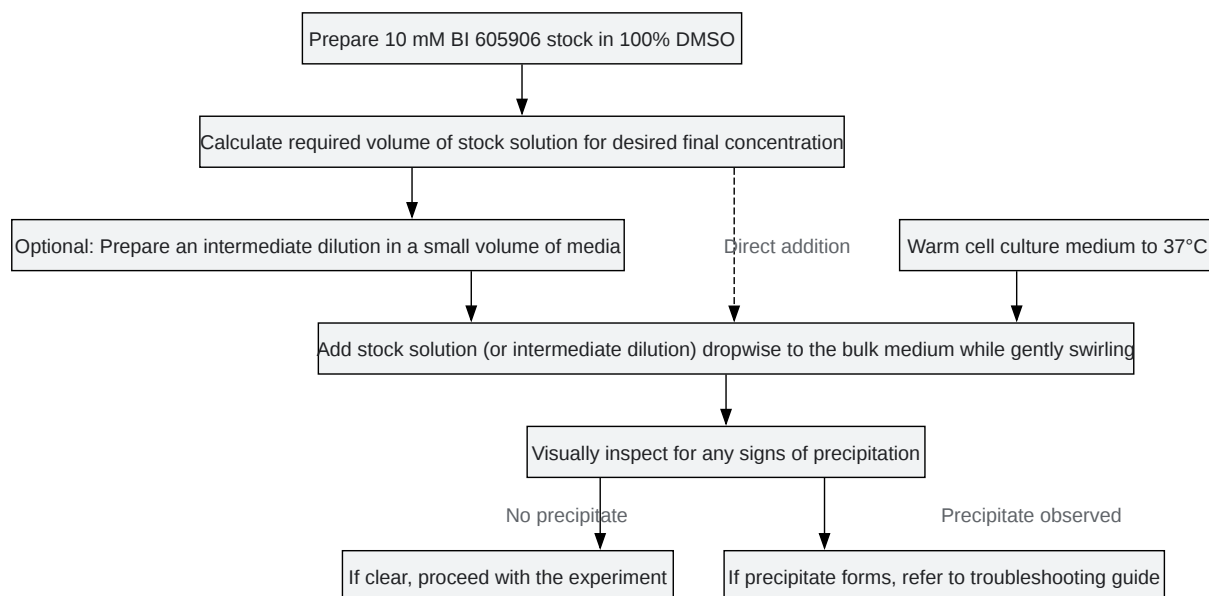 Prepare 10 mM BI 605906 stock in 100% DMSO
Calculate required volume of stock solution for desired final concentration
Optional: Prepare an intermediate dilution in a small volume of media
Direct addition
Warm cell culture medium to 37°C
Add stock solution (or intermediate dilution) dropwise to the bulk medium while gently swirling
Visually inspect for any signs of precipitation
No precipitate
Precipitate observed
If clear, proceed with the experiment
If precipitate forms, refer to troubleshooting guide